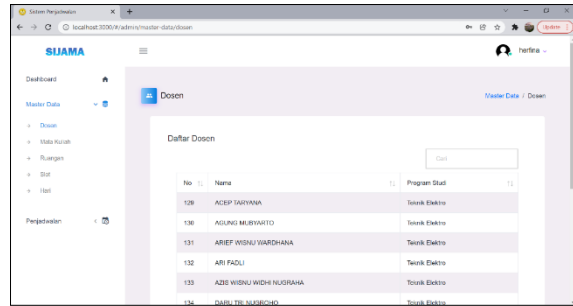 Sistem Penjadwalan
localhost:3000/#/admin/master-data/dosen
Update
SIJAMA
herlina
Dashboard
Master Data
Dosen
Mata Kuliah
Ruangan
Slot
Hari
Penjadwalan
Dosen
Master Data / Dosen
Daftar Dosen
Cari
No Nama Program Studi
129 ACEP TARYANA Teknik Elektro
130 AGUNG MUBYARTO Teknik Elektro
131 ARIEF WISNU WARDHANA Teknik Elektro
132 ARI FADLI Teknik Elektro
133 AZIS WISNU WIDHI NUGRAHA Teknik Elektro
134 DARU TRI NUGROHO Teknik Elektro